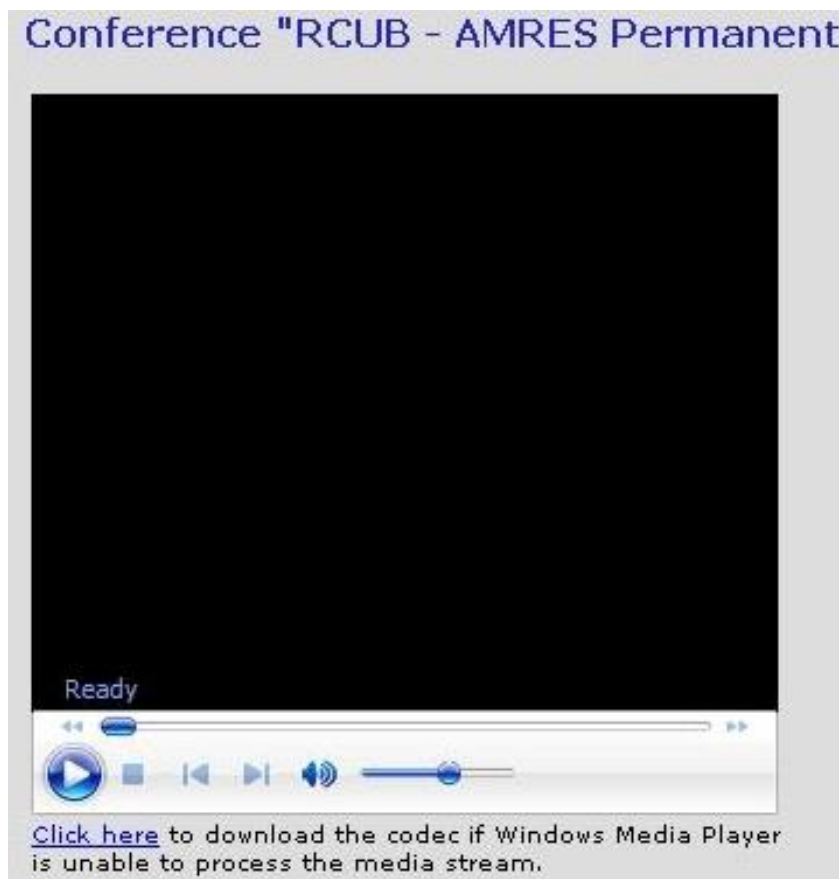 Conference "RCUB - AMRES Permanent
Ready
Click here to download the codec if Windows Media Player
is unable to process the media stream.